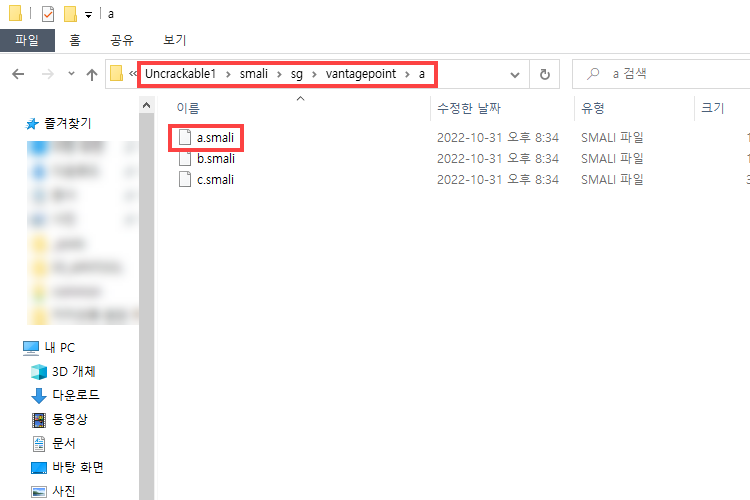 a
파일 홈 공유 보기
« Uncrackable1 › smali › sg › vantagepoint › a
a 검색
이름 수정한 날짜 유형 크기
즐겨찾기
a.smali 2022-10-31 오후 8:34 SMALI 파일
b.smali 2022-10-31 오후 8:34 SMALI 파일
c.smali 2022-10-31 오후 8:34 SMALI 파일
내 PC
3D 개체
다운로드
동영상
문서
바탕 화면
사진